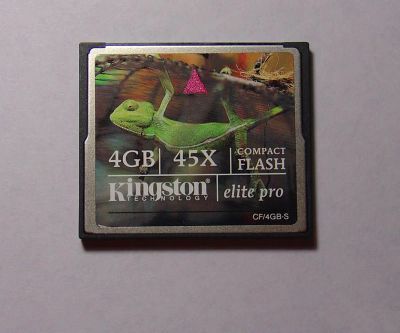 4GB 45X COMPACT FLASH
Kingston elite pro
TECHNOLOGY
CF/4GB-S